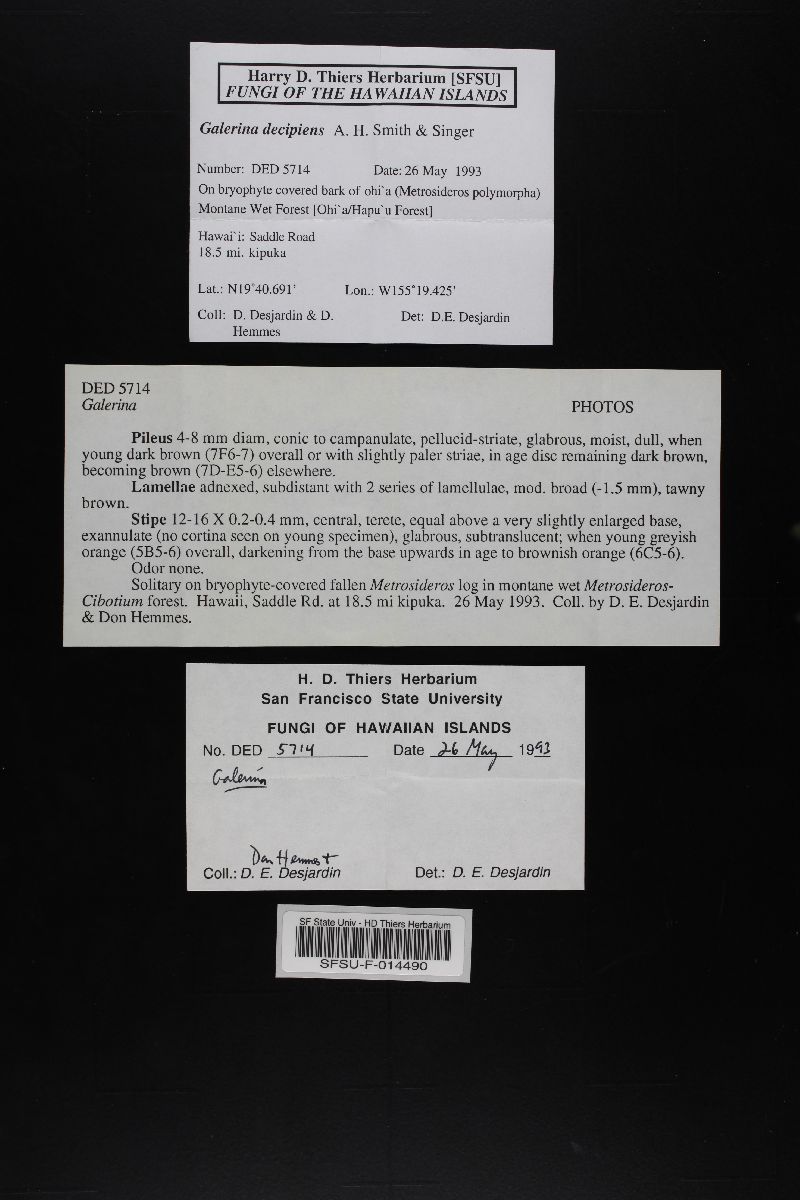 Harry D. Thiers Herbarium [SFSU]
FUNGI OF THE HAWAIIAN ISLANDS
Galerina decipiens A. H. Smith & Singer
Number: DED 5714 Date: 26 May 1993
On bryophyte covered bark of ohi`a (Metrosideros polymorpha)
Montane Wet Forest [Ohi`a/Hapu`u Forest]
Hawai`i: Saddle Road
18.5 mi. kipuka
Lat.: N19°40.691' Lon.: W155°19.425'
Coll: D. Desjardin & D. Det: D.E. Desjardin
Hemmes
DED 5714
Galerina PHOTOS
Pileus 4-8 mm diam, conic to campanulate, pellucid-striate, glabrous, moist, dull, when
young dark brown (7F6-7) overall or with slightly paler striae, in age disc remaining dark brown,
becoming brown (7D-E5-6) elsewhere.
Lamellae adnexed, subdistant with 2 series of lamellulae, mod. broad (-1.5 mm), tawny
brown.
Stipe 12-16 X 0.2-0.4 mm, central, terete, equal above a very slightly enlarged base,
exannulate (no cortina seen on young specimen), glabrous, subtranslucent; when young greyish
orange (5B5-6) overall, darkening from the base upwards in age to brownish orange (6C5-6).
Odor none.
Solitary on bryophyte-covered fallen Metrosideros log in montane wet Metrosideros-
Cibotium forest. Hawaii, Saddle Rd. at 18.5 mi kipuka. 26 May 1993. Coll. by D. E. Desjardin
& Don Hemmes.
H. D. Thiers Herbarium
San Francisco State University
FUNGI OF HAWAIIAN ISLANDS
No. DED 5714 Date 26 May 1993
Galerina
Don Hemmes +
Coll.: D. E. Desjardin Det.: D. E. Desjardin
SF State Univ - HD Thiers Herbarium
SFSU-F-014490